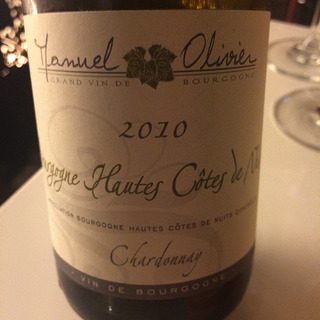 Manuel Olivier
GRAND VIN DE BOURGOGNE
2010
Hautes Côtes de
BOURGOGNE HAUTES CÔTES DE NUITS
Chardonnay
VIN DE BOURGOGNE